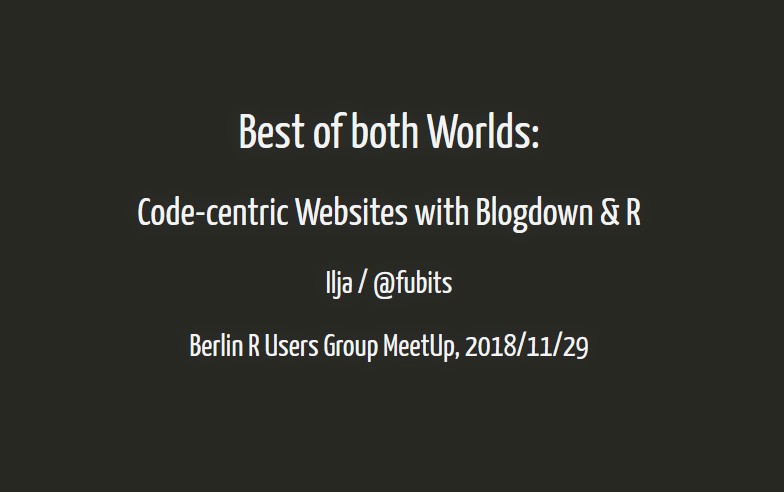 Best of both Worlds:
Code-centric Websites with Blogdown & R
Ilja / @fubits
Berlin R Users Group MeetUp, 2018/11/29